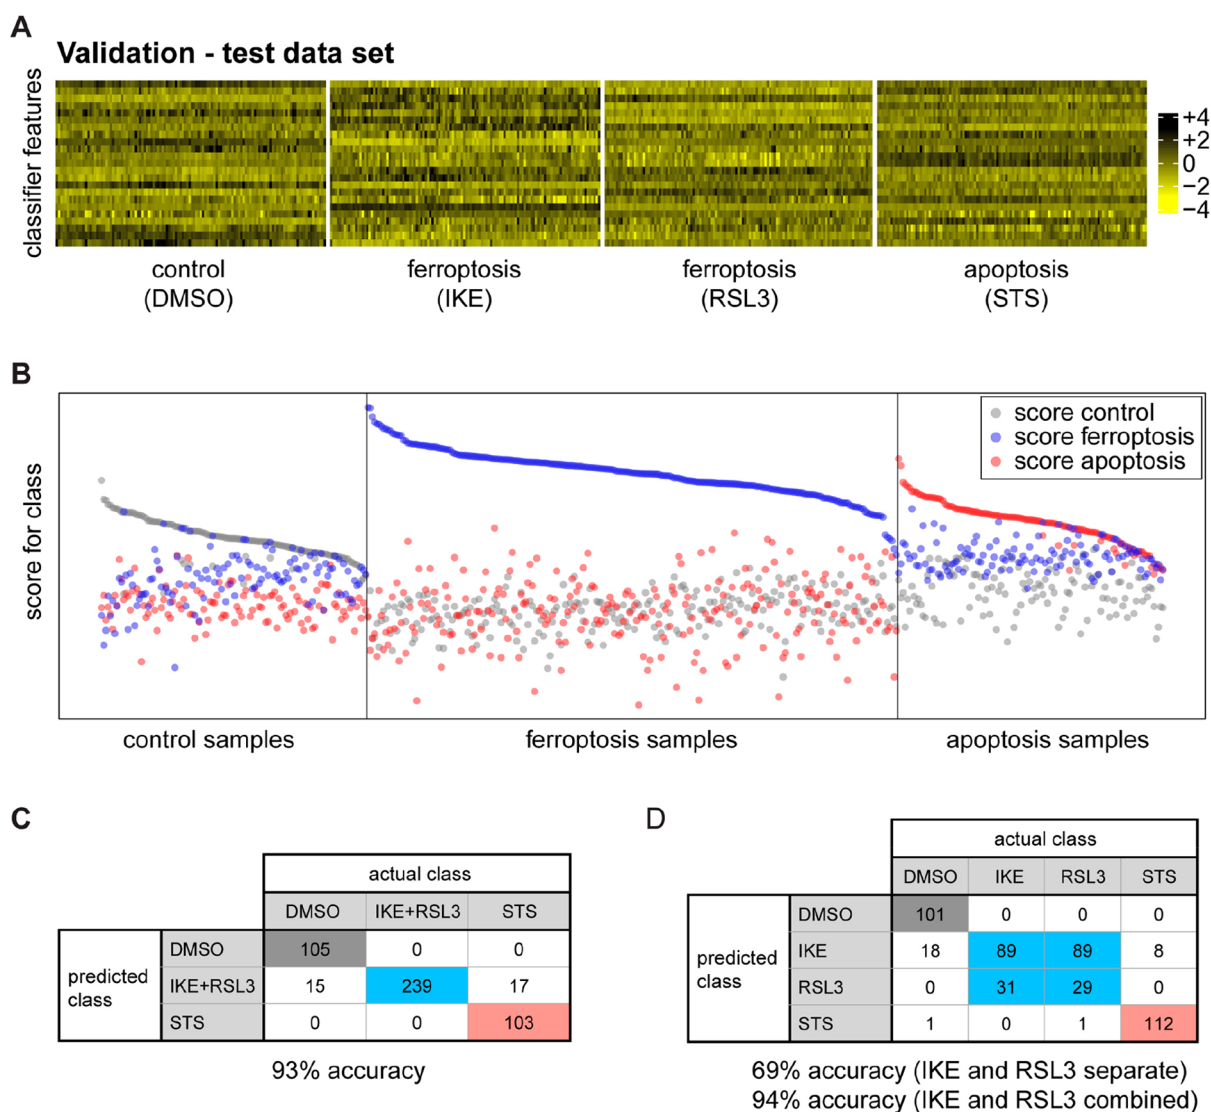 A
Validation - test data set
classifier features
+4
+2
0
−2
−4
control
(DMSO)
ferroptosis
(IKE)
ferroptosis
(RSL3)
apoptosis
(STS)
B
score for class
score control
score ferroptosis
score apoptosis
control samples
ferroptosis samples
apoptosis samples
C
actual class
DMSO IKE+RSL3 STS
predicted
class
DMSO 105 0 0
IKE+RSL3 15 239 17
STS 0 0 103
93% accuracy
D
actual class
DMSO IKE RSL3 STS
predicted
class
DMSO 101 0 0 0
IKE 18 89 89 8
RSL3 0 31 29 0
STS 1 0 1 112
69% accuracy (IKE and RSL3 separate)
94% accuracy (IKE and RSL3 combined)